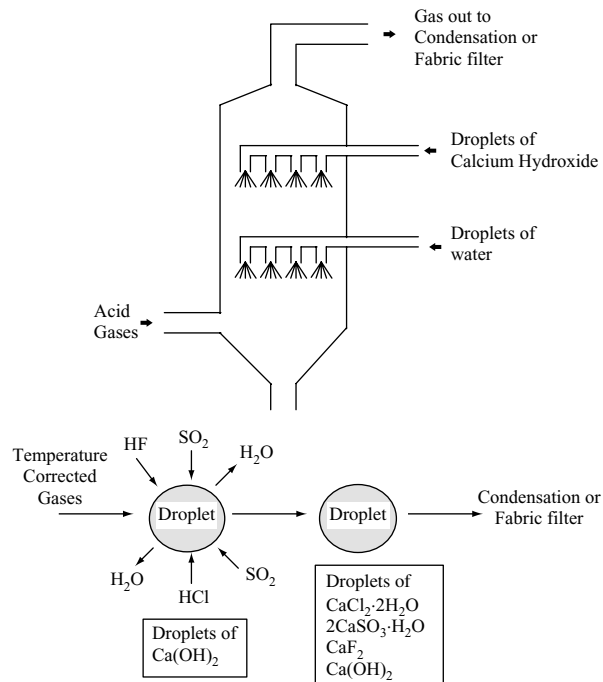 Gas out to
Condensation or
Fabric filter
Droplets of
Calcium Hydroxide
Droplets of
water
Acid
Gases
Temperature
Corrected
Gases
HF
SO₂
H₂O
Droplet
H₂O
HCl
SO₂
Droplets of
Ca(OH)₂
Droplet
Droplets of
CaCl₂·2H₂O
2CaSO₃·H₂O
CaF₂
Ca(OH)₂
Condensation or
Fabric filter